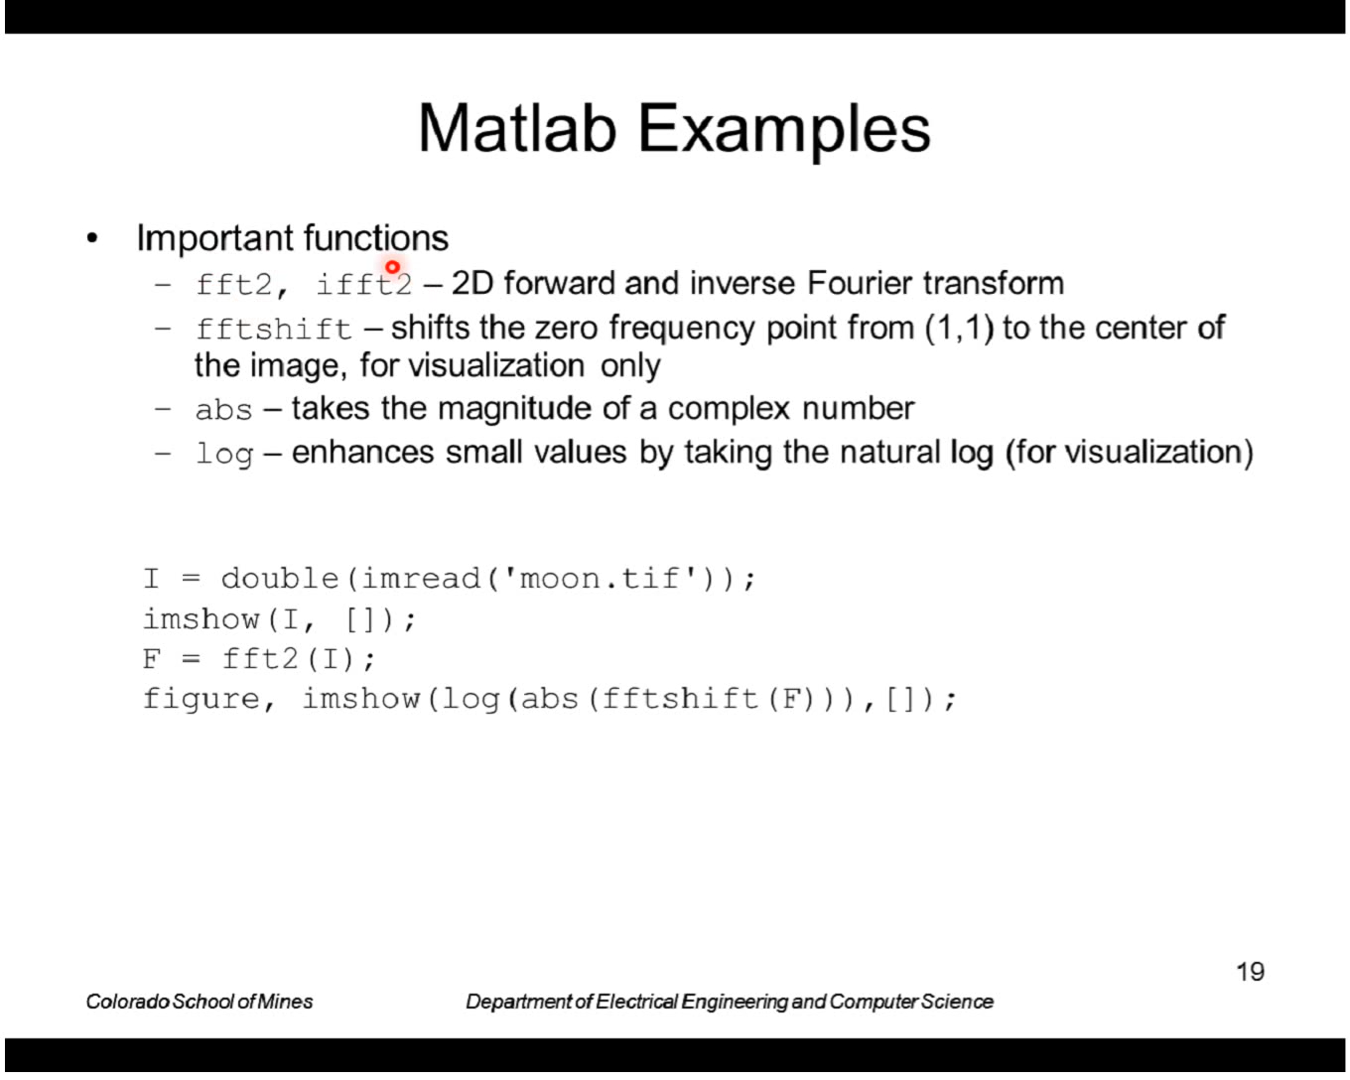 Matlab Examples
• Important functions
– fft2, ifft2 – 2D forward and inverse Fourier transform
– fftshift – shifts the zero frequency point from (1,1) to the center of
the image, for visualization only
– abs – takes the magnitude of a complex number
– log – enhances small values by taking the natural log (for visualization)
I = double(imread('moon.tif'));
imshow(I, []);
F = fft2(I);
figure, imshow(log(abs(fftshift(F))),[]);
19
Colorado School of Mines Department of Electrical Engineering and Computer Science